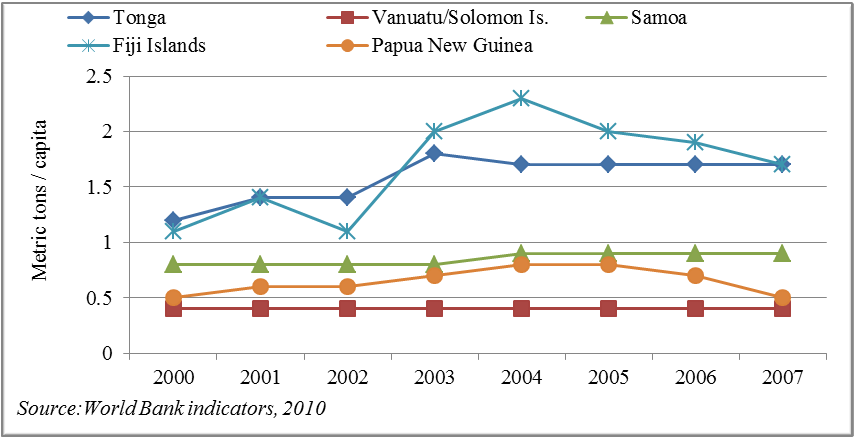 Tonga Vanuatu/Solomon Is. Samoa
Fiji Islands Papua New Guinea
2.5
2
1.5
1
0.5
0
Metric tons / capita
2000 2001 2002 2003 2004 2005 2006 2007
Source:World Bank indicators, 2010